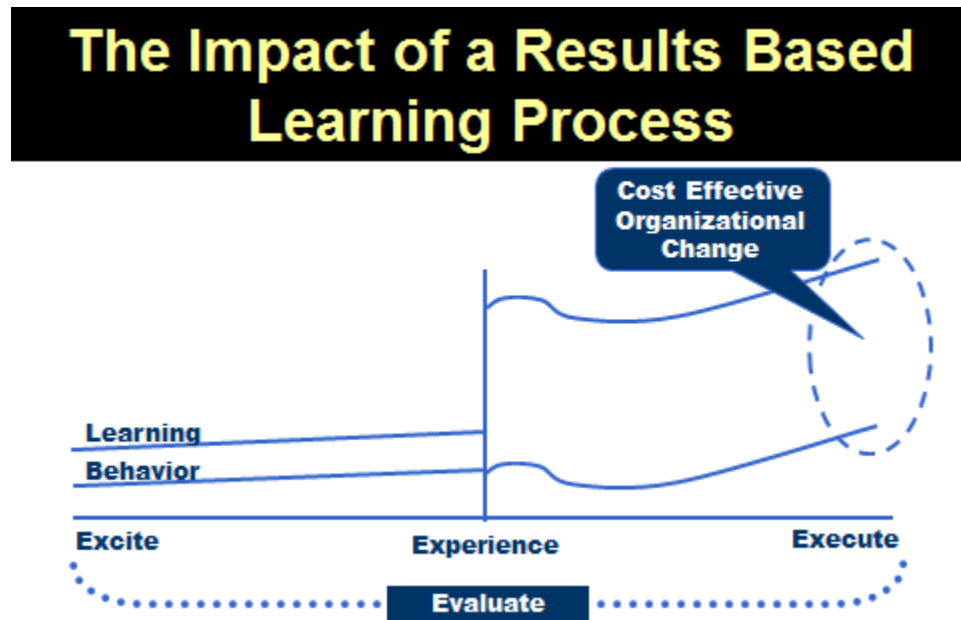 The Impact of a Results Based
Learning Process
Cost Effective
Organizational
Change
Learning
Behavior
Excite
Experience
Execute
Evaluate